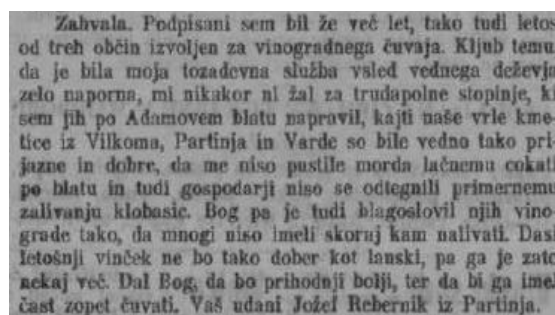 Zahvala. Podpisani sem bil že več let, tako tudi letos
od treh občin izvoljen za vinogradnega čuvaja. Kljub temu
da je bila moja tozadevna služba vsled vednega deževja
zelo naporna, mi nikakor ni žal za trudapolne stopinje, ki
sem jih po Adamovem blatu napravil, kajti naše vrle kme-
tice iz Vilkoma, Partinja in Varde so bile vedno tako pri-
jazne in dobre, da me niso pustile morda lačnemu cokati
po blatu in tudi gospodarji niso se odtegnili primernemu
zalivanju klobasic. Bog pa je tudi blagoslovil njih vino-
grade tako, da mnogi niso imeli skoraj kam nalivati. Dasi
letošnji vinček ne bo tako dober kot lanski, pa ga je zato
nekaj več. Dal Bog, da bo prihodnji bolji, ter da bi ga imel
čast zopet čuvati. Vaš udani Jožef Rebernik iz Partinja.